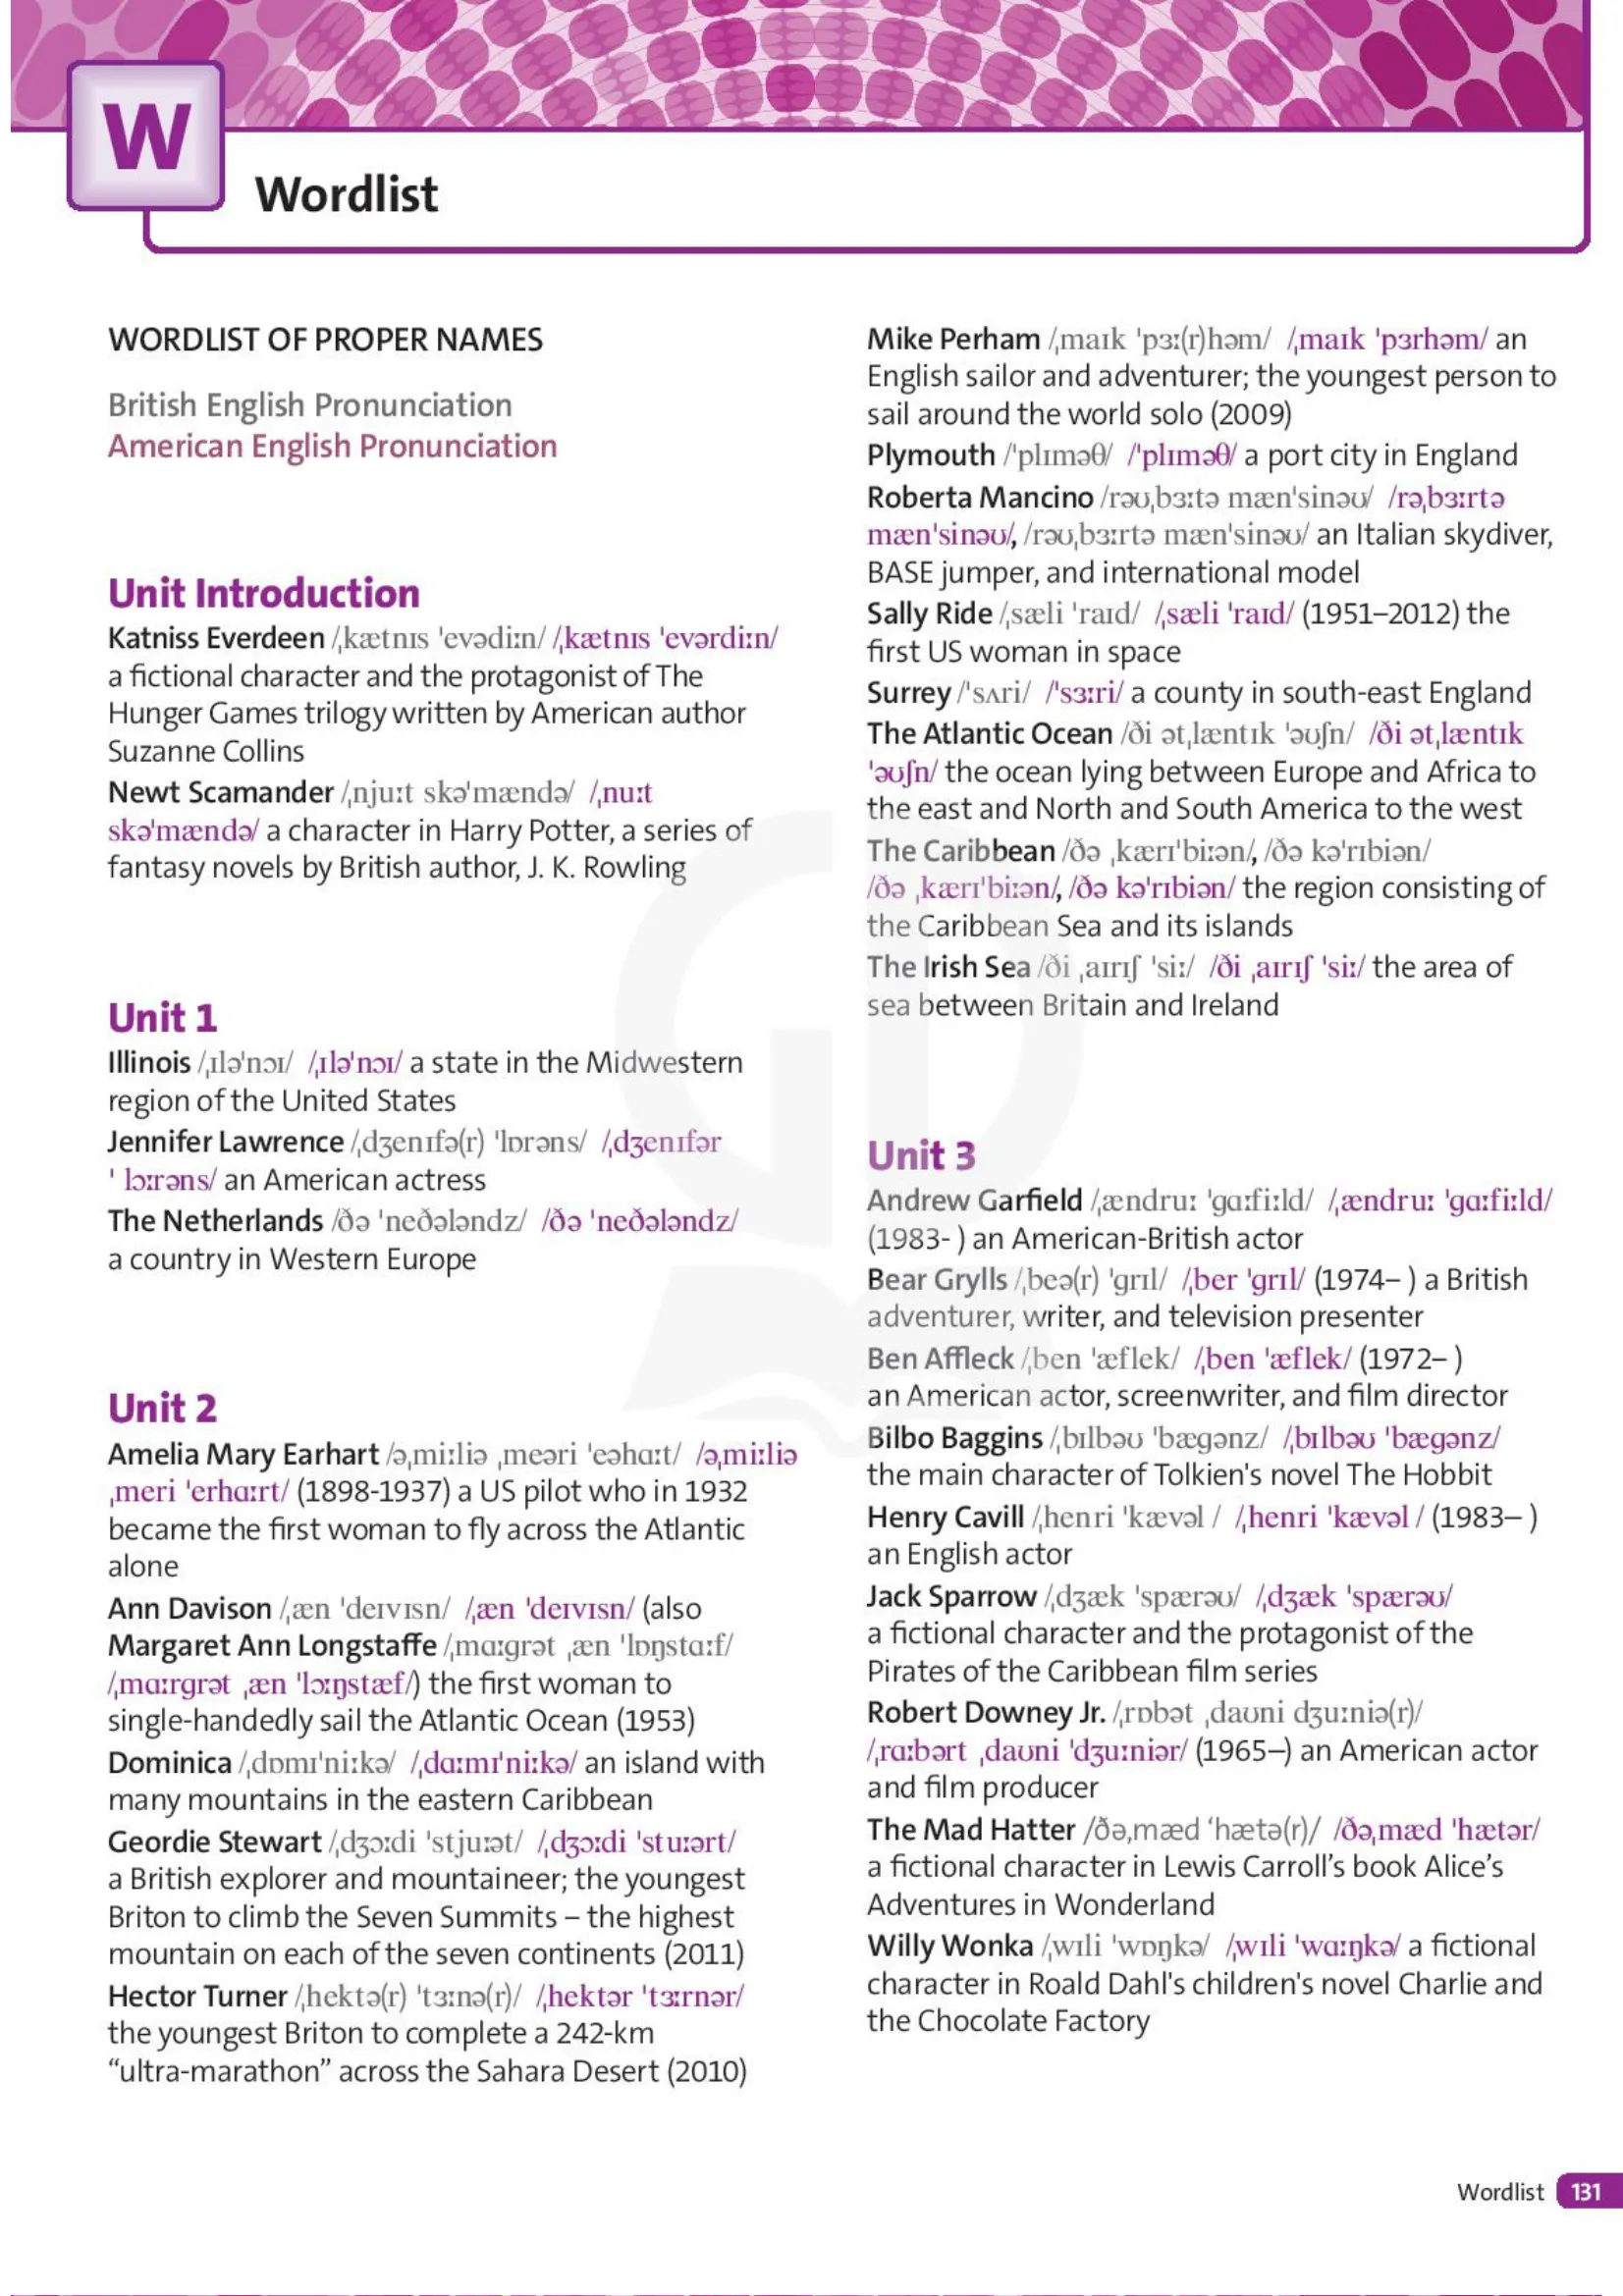 W
Wordlist
WORDLIST OF PROPER NAMES
British English Pronunciation
American English Pronunciation
Unit Introduction
Katniss Everdeen /ˌkætnɪs ˈevədiːn/ /ˌkætnɪs ˈevərdiːn/
a fictional character and the protagonist of The
Hunger Games trilogy written by American author
Suzanne Collins
Newt Scamander /ˌnjuːt skəˈmændə/ /ˌnuːt
skəˈmændə/ a character in Harry Potter, a series of
fantasy novels by British author, J. K. Rowling
Unit 1
Illinois /ˌɪləˈnɔɪ/ /ˌɪləˈnɔɪ/ a state in the Midwestern
region of the United States
Jennifer Lawrence /ˌdʒenɪfə(r) ˈlɒrəns/ /ˌdʒenɪfər
ˈ lɔːrəns/ an American actress
The Netherlands /ðə ˈneðələndz/ /ðə ˈneðələndz/
a country in Western Europe
Unit 2
Amelia Mary Earhart /əˌmiːliə ˌmeəri ˈeəhɑːt/ /əˌmiːliə
ˌmeri ˈerhɑːrt/ (1898-1937) a US pilot who in 1932
became the first woman to fly across the Atlantic
alone
Ann Davison /ˌæn ˈdeɪvɪsn/ /ˌæn ˈdeɪvɪsn/ (also
Margaret Ann Longstaffe /ˌmɑːgrət ˌæn ˈlɒŋstɑːf/
/ˌmɑːrgrət ˌæn ˈlɔːŋstæf/) the first woman to
single-handedly sail the Atlantic Ocean (1953)
Dominica /ˌdɒmɪˈniːkə/ /ˌdɑːmɪˈniːkə/ an island with
many mountains in the eastern Caribbean
Geordie Stewart /ˌdʒɔːdi ˈstjuːət/ /ˌdʒɔːdi ˈstuːərt/
a British explorer and mountaineer; the youngest
Briton to climb the Seven Summits – the highest
mountain on each of the seven continents (2011)
Hector Turner /ˌhektə(r) ˈtɜːnə(r)/ /ˌhektər ˈtɜːrnər/
the youngest Briton to complete a 242-km
“ultra-marathon” across the Sahara Desert (2010)
Mike Perham /ˌmaɪk ˈpɜː(r)həm/ /ˌmaɪk ˈpɜrhəm/ an
English sailor and adventurer; the youngest person to
sail around the world solo (2009)
Plymouth /ˈplɪməθ/ /ˈplɪməθ/ a port city in England
Roberta Mancino /rəʊˌbɜːtə mænˈsinəʊ/ /rəˌbɜːrtə
mænˈsinəʊ/, /rəʊˌbɜːrtə mænˈsinəʊ/ an Italian skydiver,
BASE jumper, and international model
Sally Ride /ˌsæli ˈraɪd/ /ˌsæli ˈraɪd/ (1951–2012) the
first US woman in space
Surrey /ˈsʌri/ /ˈsɜːri/ a county in south-east England
The Atlantic Ocean /ði ətˌlæntɪk ˈəʊʃn/ /ði ətˌlæntɪk
ˈəʊʃn/ the ocean lying between Europe and Africa to
the east and North and South America to the west
The Caribbean /ðə ˌkærɪˈbiːən/, /ðə kəˈrɪbiən/
/ðə ˌkærɪˈbiːən/, /ðə kəˈrɪbiən/ the region consisting of
the Caribbean Sea and its islands
The Irish Sea /ði ˌaɪrɪʃ ˈsiː/ /ði ˌaɪrɪʃ ˈsiː/ the area of
sea between Britain and Ireland
Unit 3
Andrew Garfield /ˌændruː ˈgɑːfiːld/ /ˌændruː ˈgɑːfiːld/
(1983- ) an American-British actor
Bear Grylls /ˌbeə(r) ˈgrɪl/ /ˌber ˈgrɪl/ (1974– ) a British
adventurer, writer, and television presenter
Ben Affleck /ˌben ˈæflek/ /ˌben ˈæflek/ (1972– )
an American actor, screenwriter, and film director
Bilbo Baggins /ˌbɪlbəʊ ˈbægənz/ /ˌbɪlbəʊ ˈbægənz/
the main character of Tolkien's novel The Hobbit
Henry Cavill /ˌhenri ˈkævəl / /ˌhenri ˈkævəl / (1983– )
an English actor
Jack Sparrow /ˌdʒæk ˈspærəʊ/ /ˌdʒæk ˈspærəʊ/
a fictional character and the protagonist of the
Pirates of the Caribbean film series
Robert Downey Jr. /ˌrɒbət ˌdaʊni dʒuːniə(r)/
/ˌrɑːbərt ˌdaʊni ˈdʒuːniər/ (1965–) an American actor
and film producer
The Mad Hatter /ðəˌmæd ‘hætə(r)/ /ðəˌmæd ˈhætər/
a fictional character in Lewis Carroll’s book Alice’s
Adventures in Wonderland
Willy Wonka /ˌwɪli ˈwɒŋkə/ /ˌwɪli ˈwɑːŋkə/ a fictional
character in Roald Dahl's children's novel Charlie and
the Chocolate Factory
Wordlist 131